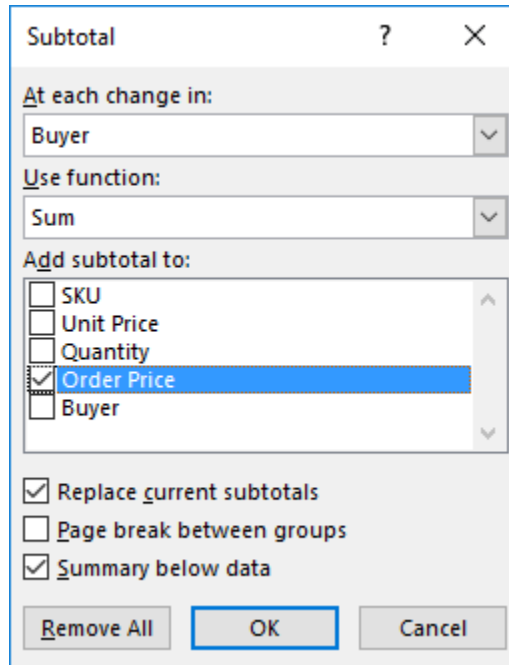 Subtotal ?
At each change in:
Buyer
Use function:
Sum
Add subtotal to:
SKU
Unit Price
Quantity
Order Price
Buyer
Replace current subtotals
Page break between groups
Summary below data
Remove All OK Cancel